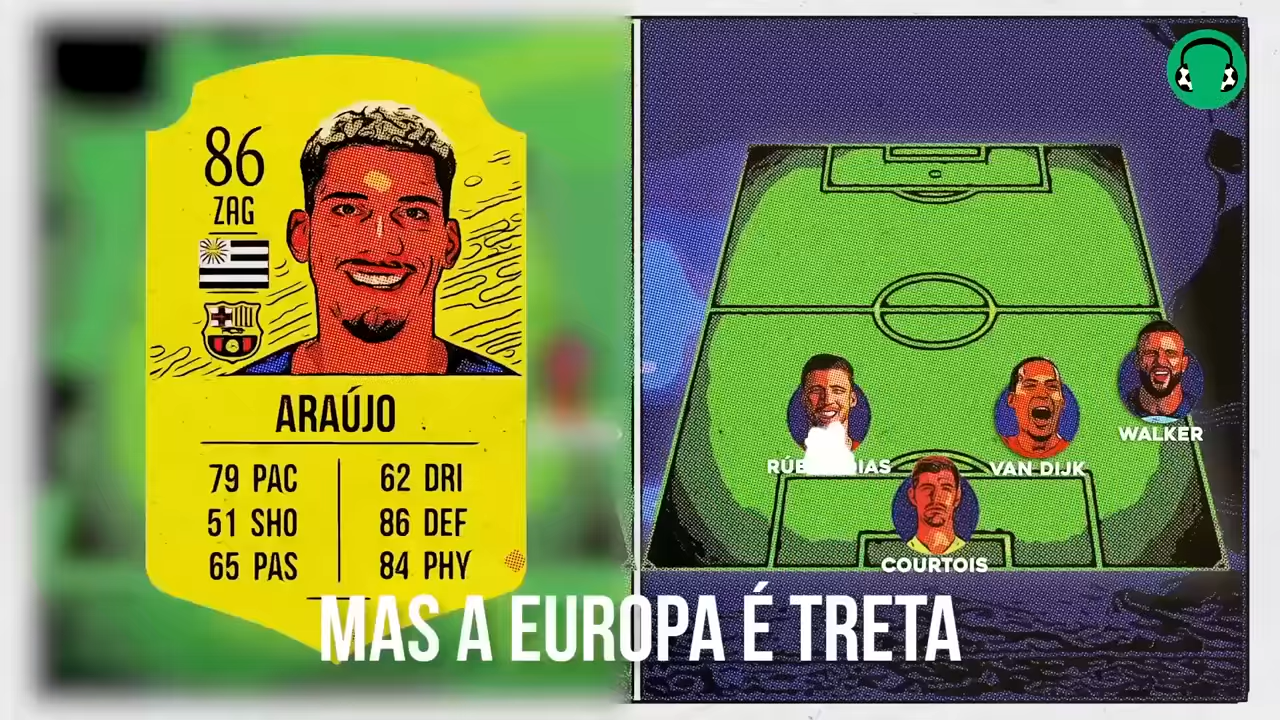 86
ZAG
ARAÚJO
79 PAC
62 DRI
51 SHO
86 DEF
65 PAS
84 PHY
WALKER
VAN DIJK
COURTOIS
MAS A EUROPA É TRETA